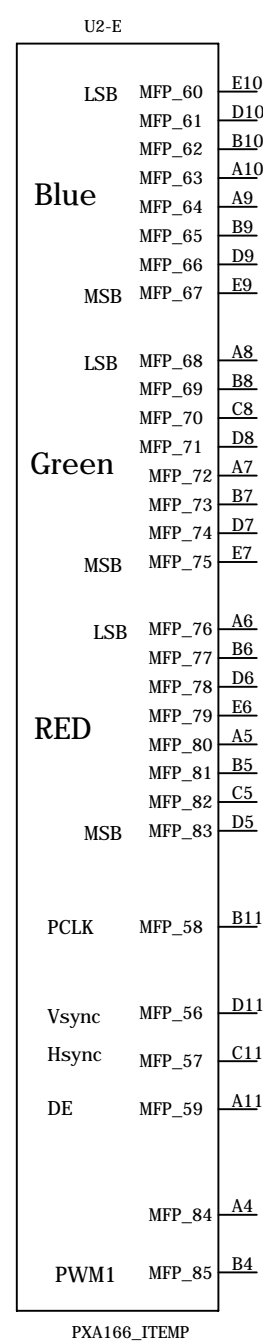 U2-E
LSB MFP_60 E10
MFP_61 D10
MFP_62 B10
MFP_63 A10
Blue
MFP_64 A9
MFP_65 B9
MFP_66 D9
MSB MFP_67 E9
LSB MFP_68 A8
MFP_69 B8
MFP_70 C8
MFP_71 D8
Green
MFP_72 A7
MFP_73 B7
MFP_74 D7
MSB MFP_75 E7
LSB MFP_76 A6
MFP_77 B6
MFP_78 D6
MFP_79 E6
RED
MFP_80 A5
MFP_81 B5
MFP_82 C5
MSB MFP_83 D5
PCLK MFP_58 B11
Vsync MFP_56 D11
Hsync MFP_57 C11
DE MFP_59 A11
MFP_84 A4
PWM1 MFP_85 B4
PXA166_ITEMP